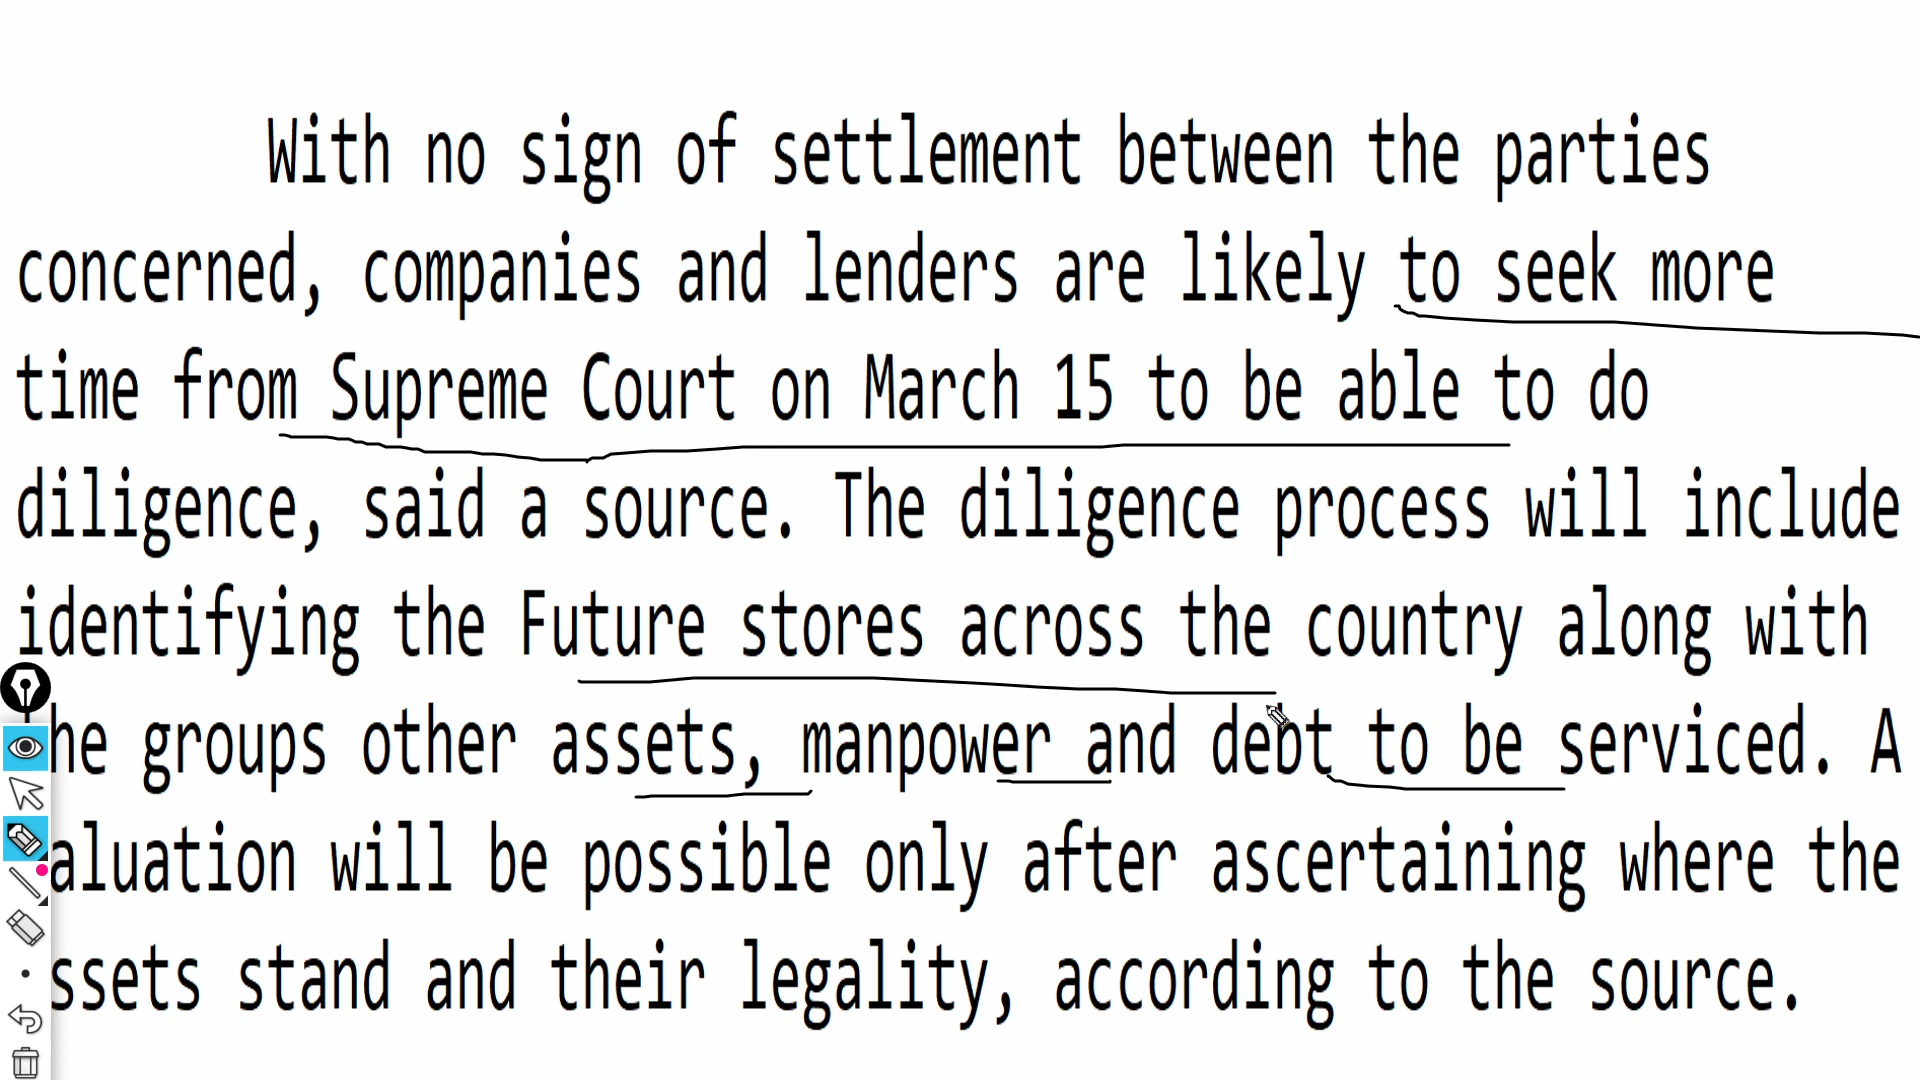 With no sign of settlement between the parties
concerned, companies and lenders are likely to seek more
time from Supreme Court on March 15 to be able to do
diligence, said a source. The diligence process will include
identifying the Future stores across the country along with
he groups other assets, manpower and debt to be serviced. A
aluation will be possible only after ascertaining where the
ssets stand and their legality, according to the source.